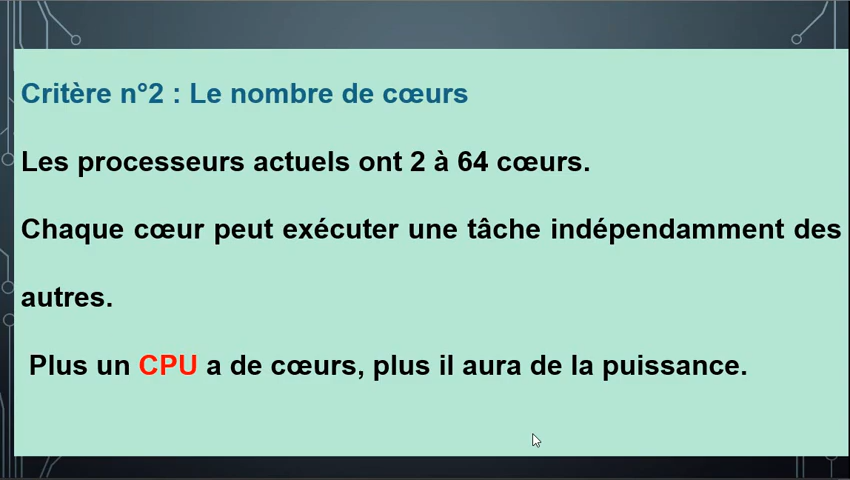 Critère n°2 : Le nombre de cœurs
Les processeurs actuels ont 2 à 64 cœurs.
Chaque cœur peut exécuter une tâche indépendamment des
autres.
Plus un CPU a de cœurs, plus il aura de la puissance.